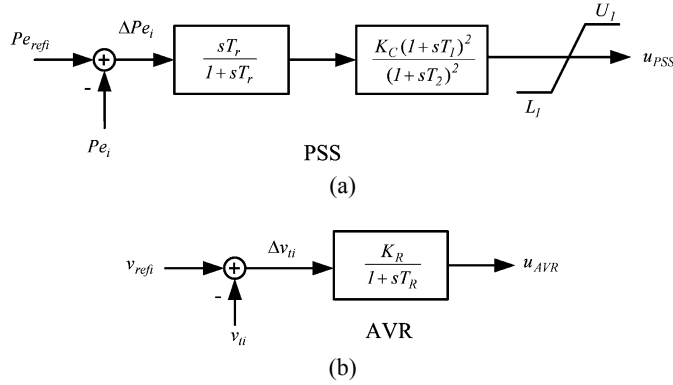 Pe_refi
ΔPe_i
-
Pe_i
sT_r
1+sT_r
K_C(1+sT_1)^2
(1+sT_2)^2
U_1
L_1
u_PSS
PSS
(a)
v_refi
Δv_ti
-
v_ti
K_R
1+sT_R
u_AVR
AVR
(b)